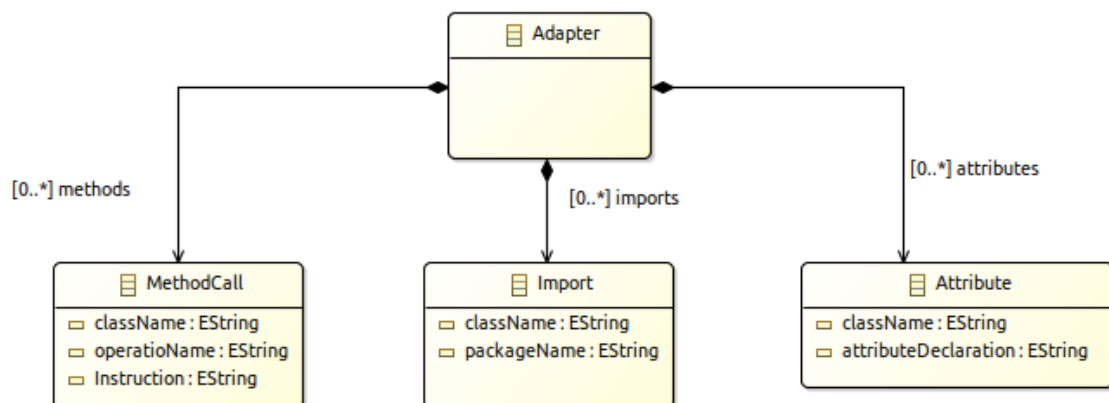 Adapter
[0..*] methods
[0..*] imports
[0..*] attributes
MethodCall
className : EString
operatioName : EString
Instruction : EString
Import
className : EString
packageName : EString
Attribute
className : EString
attributeDeclaration : EString